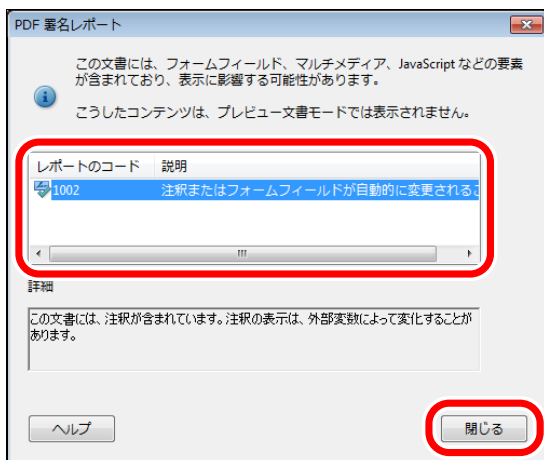 PDF 署名レポート
この文書には、フォームフィールド、マルチメディア、JavaScript などの要素
が含まれており、表示に影響する可能性があります。
こうしたコンテンツは、プレビュー文書モードでは表示されません。
レポートのコード 説明
1002 注釈またはフォームフィールドが自動的に変更されるこ
詳細
この文書には、注釈が含まれています。注釈の表示は、外部変数によって変化することが
あります。
ヘルプ 閉じる